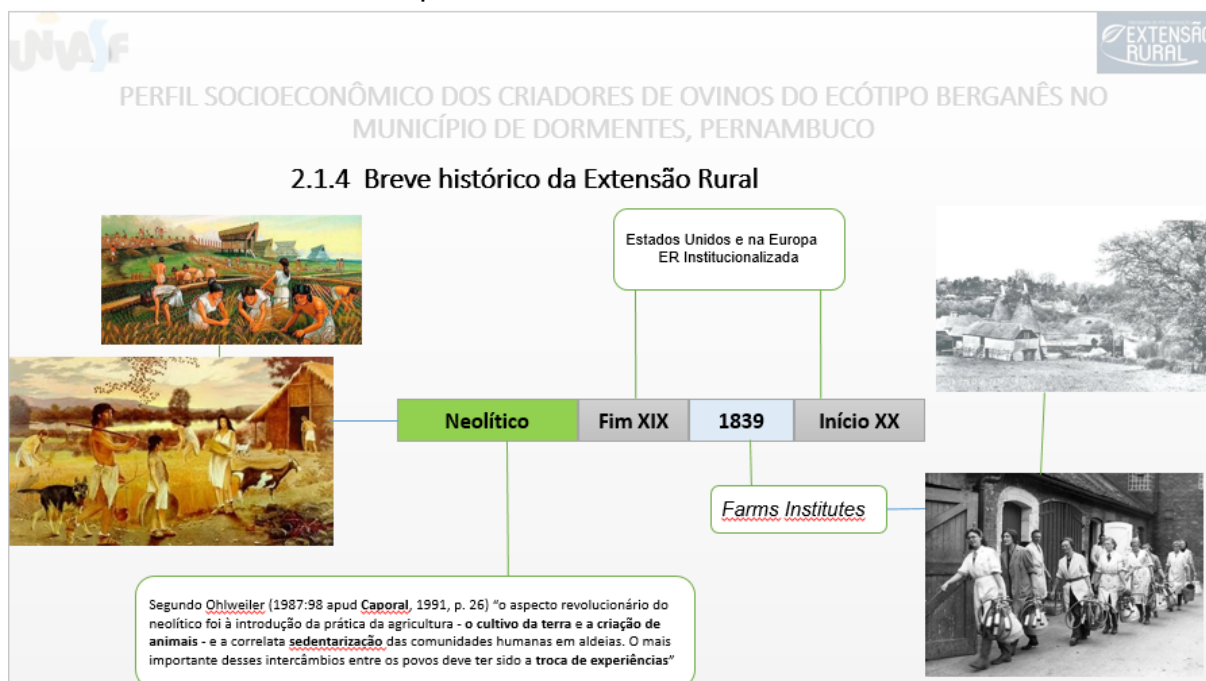 UNIVASF
EXTENSÃO
RURAL
PERFIL SOCIOECONÔMICO DOS CRIADORES DE OVINOS DO ECÓTIPO BERGANÊS NO
MUNICÍPIO DE DORMENTES, PERNAMBUCO
2.1.4 Breve histórico da Extensão Rural
Estados Unidos e na Europa
ER Institucionalizada
Neolítico
Fim XIX
1839
Início XX
Farms Institutes
Segundo Ohlweiler (1987:98 apud Caporal, 1991, p. 26) “o aspecto revolucionário do
neolítico foi à introdução da prática da agricultura - o cultivo da terra e a criação de
animais - e a correlata sedentarização das comunidades humanas em aldeias. O mais
importante desses intercâmbios entre os povos deve ter sido a troca de experiências”